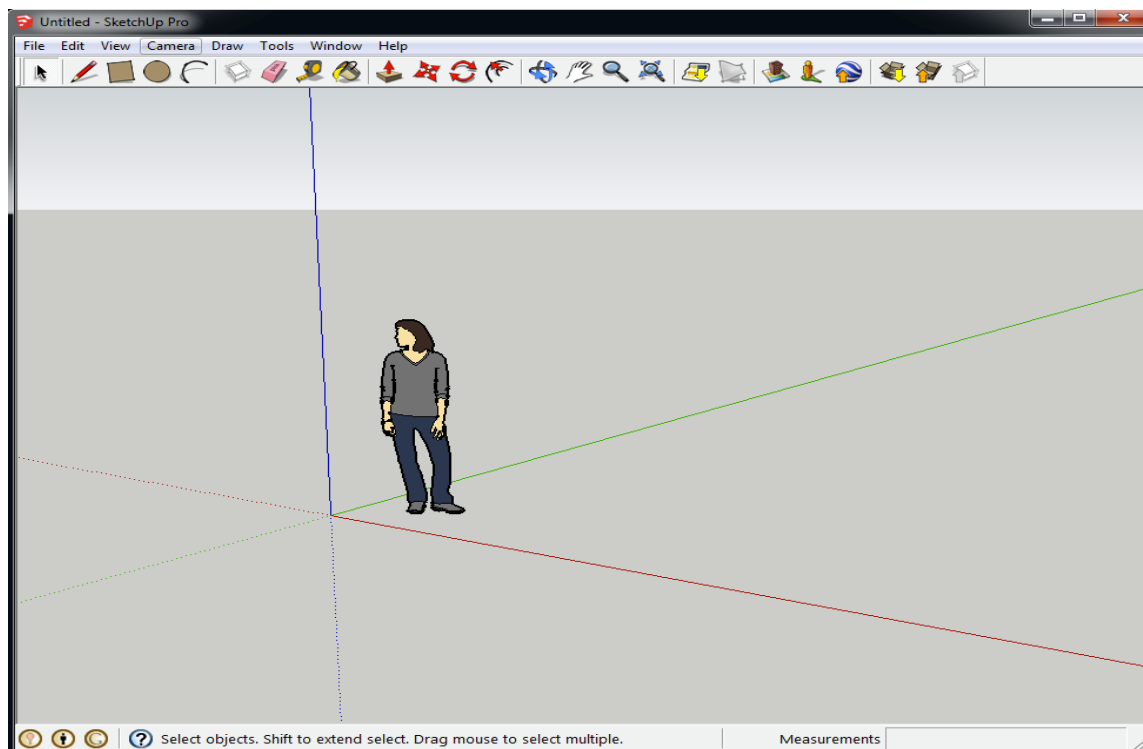 Untitled - SketchUp Pro
File Edit View Camera Draw Tools Window Help
Select objects. Shift to extend select. Drag mouse to select multiple. Measurements